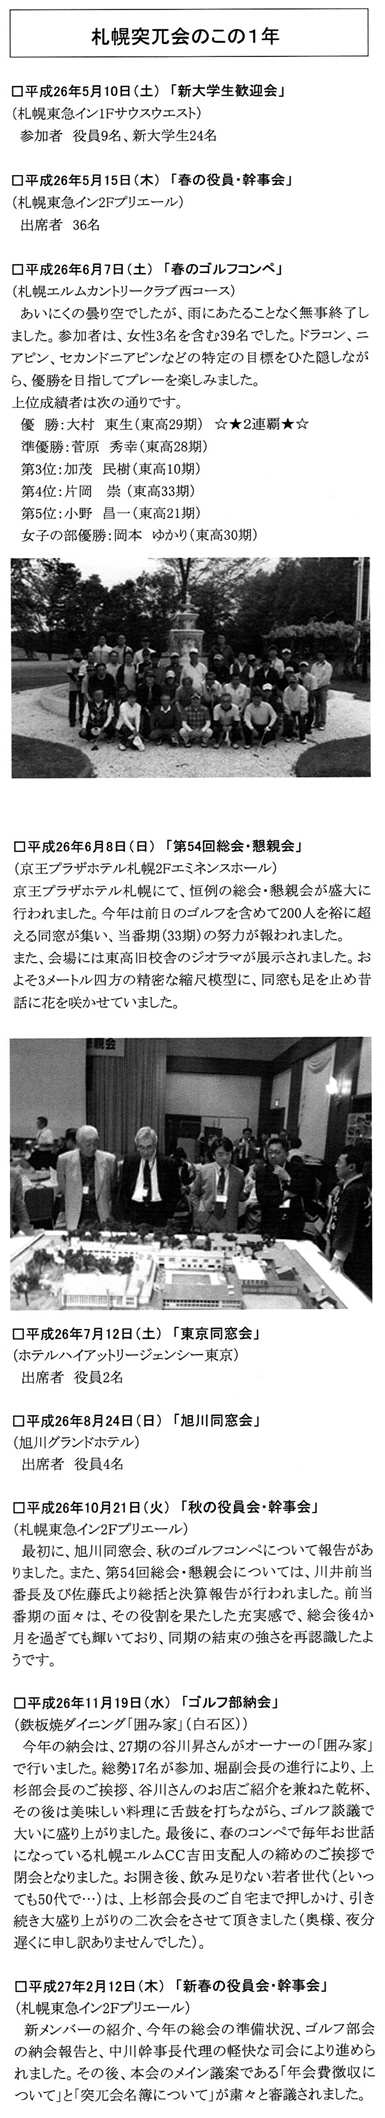 札幌突兀会のこの1年
□平成26年5月10日（土）「新大学生歓迎会」
（札幌東急イン1Fサウスウエスト）
参加者　役員9名、新大学生24名
□平成26年5月15日（木）「春の役員・幹事会」
（札幌東急イン2Fプリエール）
出席者　36名
□平成26年6月7日（土）「春のゴルフコンペ」
（札幌エルムカントリークラブ西コース）
あいにくの曇り空でしたが、雨にあたることなく無事終了し
ました。参加者は、女性3名を含む39名でした。ドラコン、ニ
アピン、セカンドニアピンなどの特定の目標をひた隠しなが
ら、優勝を目指してプレーを楽しみました。
上位成績者は次の通りです。
優　勝：大村　東生（東高29期）　☆★2連覇★☆
準優勝：菅原　秀幸（東高28期）
第3位：加茂　民樹（東高10期）
第4位：片岡　崇（東高33期）
第5位：小野　昌一（東高21期）
女子の部優勝：岡本　ゆかり（東高30期）
□平成26年6月8日（日）「第54回総会・懇親会」
（京王プラザホテル札幌2Fエミネンスホール）
京王プラザホテル札幌にて、恒例の総会・懇親会が盛大に
行われました。今年は前日のゴルフを含めて200人を裕に超
える同窓が集い、当番期（33期）の努力が報われました。
また、会場には東高旧校舎のジオラマが展示されました。お
よそ3メートル四方の精密な縮尺模型に、同窓も足を止め昔
話に花を咲かせていました。
親会
□平成26年7月12日（土）「東京同窓会」
（ホテルハイアットリージェンシー東京）
出席者　役員2名
□平成26年8月24日（日）「旭川同窓会」
（旭川グランドホテル）
出席者　役員4名
□平成26年10月21日（火）「秋の役員会・幹事会」
（札幌東急イン2Fプリエール）
最初に、旭川同窓会、秋のゴルフコンペについて報告があ
りました。また、第54回総会・懇親会については、川井前当
番長及び佐藤氏より総括と決算報告が行われました。前当
番期の面々は、その役割を果たした充実感で、総会後4か
月を過ぎても輝いており、同期の結束の強さを再認識したよ
うです。
□平成26年11月19日（水）「ゴルフ部納会」
（鉄板焼ダイニング「囲み家」（白石区））
今年の納会は、27期の谷川昇さんがオーナーの「囲み家」
で行いました。総勢17名が参加、堀副会長の進行により、上
杉部会長のご挨拶、谷川さんのお店ご紹介を兼ねた乾杯、
その後は美味しい料理に舌鼓を打ちながら、ゴルフ談議で
大いに盛り上がりました。最後に、春のコンペで毎年お世話
になっている札幌エルムCC吉田支配人の締めのご挨拶で
閉会となりました。お開き後、飲み足りない若者世代（といっ
ても50代で…）は、上杉部会長のご自宅まで押しかけ、引き
続き大盛り上がりの二次会をさせて頂きました（奥様、夜分
遅くに申し訳ありませんでした）。
□平成27年2月12日（木）「新春の役員会・幹事会」
（札幌東急イン2Fプリエール）
新メンバーの紹介、今年の総会の準備状況、ゴルフ部会
の納会報告と、中川幹事長代理の軽快な司会により進めら
れました。その後、本会のメイン議案である「年会費徴収に
ついて」と「突兀会名簿について」が粛々と審議されました。